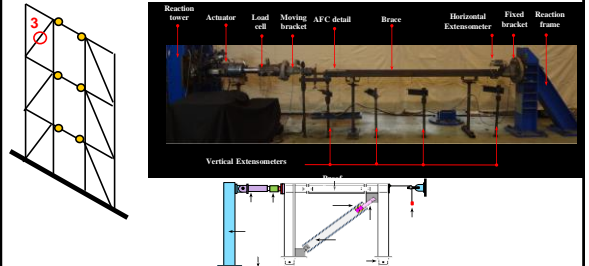 3
Reaction tower
Actuator
Load cell
Moving bracket
AFC detail
Brace
Horizontal Extensometer
Fixed bracket
Reaction frame
Vertical Extensometers